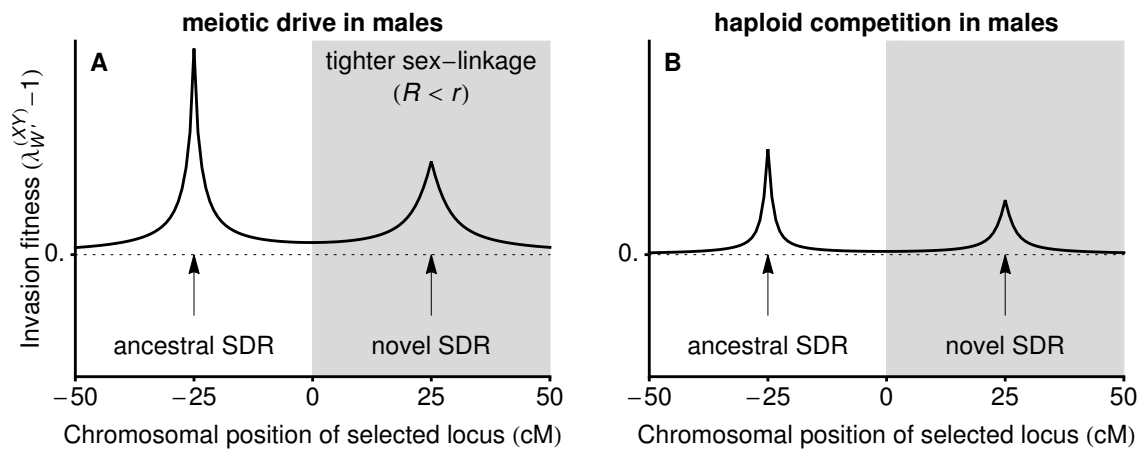 meiotic drive in males
A
tighter sex−linkage
(R < r)
Invasion fitness (λ_{W'}^{(XY)} −1)
0.
ancestral SDR
novel SDR
−50 −25 0 25 50
Chromosomal position of selected locus (cM)
haploid competition in males
B
0.
ancestral SDR
novel SDR
−50 −25 0 25 50
Chromosomal position of selected locus (cM)